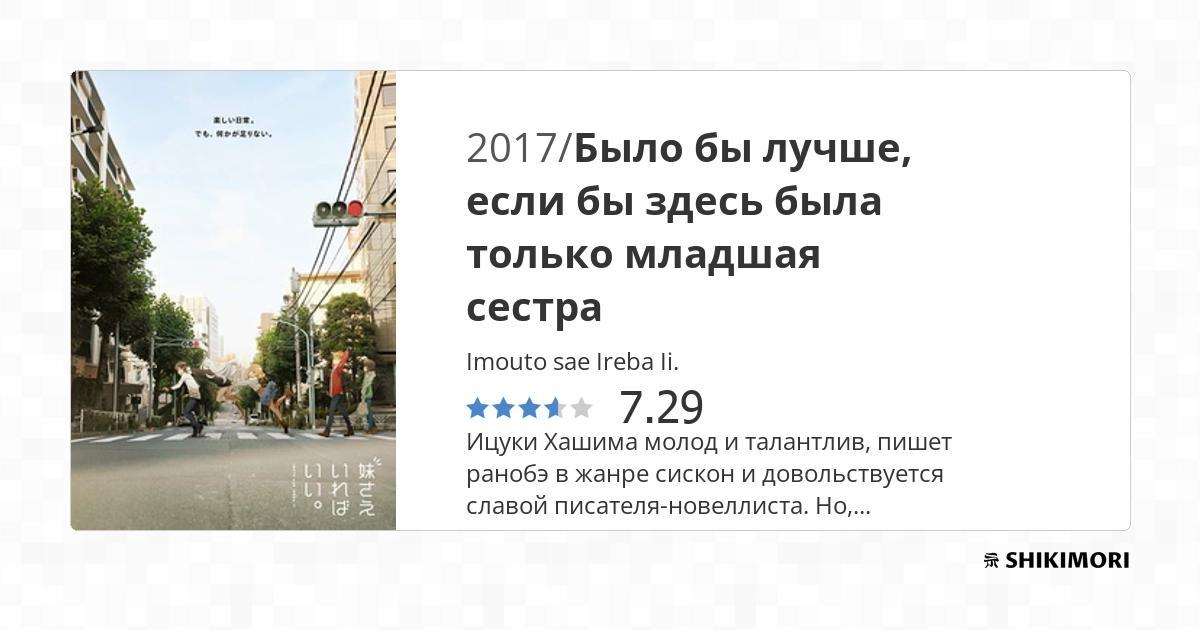 楽しい日常。
でも、何かが足りない。
2017/Было бы лучше,
если бы здесь была
только младшая
сестра
Imouto sae Ireba Ii.
7.29
Ицуки Хашима молод и талантлив, пишет
ранобэ в жанре сискон и довольствуется
славой писателя-новеллиста. Но,...
妹さえ
いれば
いい。
SHIKIMORI